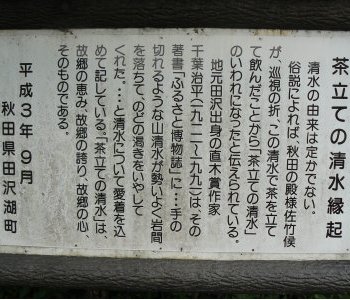 茶立ての清水縁起
清水の由来は定かでない。
俗説によれば、秋田の殿様佐竹侯
が、巡視の折、この清水で茶を立て
て飲んだことから「茶立ての清水」
のいわれになったと伝えられている。
地元田沢出身の直木賞作家
千葉治平(一九二一〜一九九一)は、その
著書「ふるさと博物誌」に…手の
切れるような山清水が勢いよく岩間
を落ちて、のどの渇きをいやして
くれた。…と清水について愛着を込
めて記している。「茶立ての清水」は、
故郷の恵み、故郷の誇り、故郷の心、
そのものである。
平成3年9月
秋田県田沢湖町